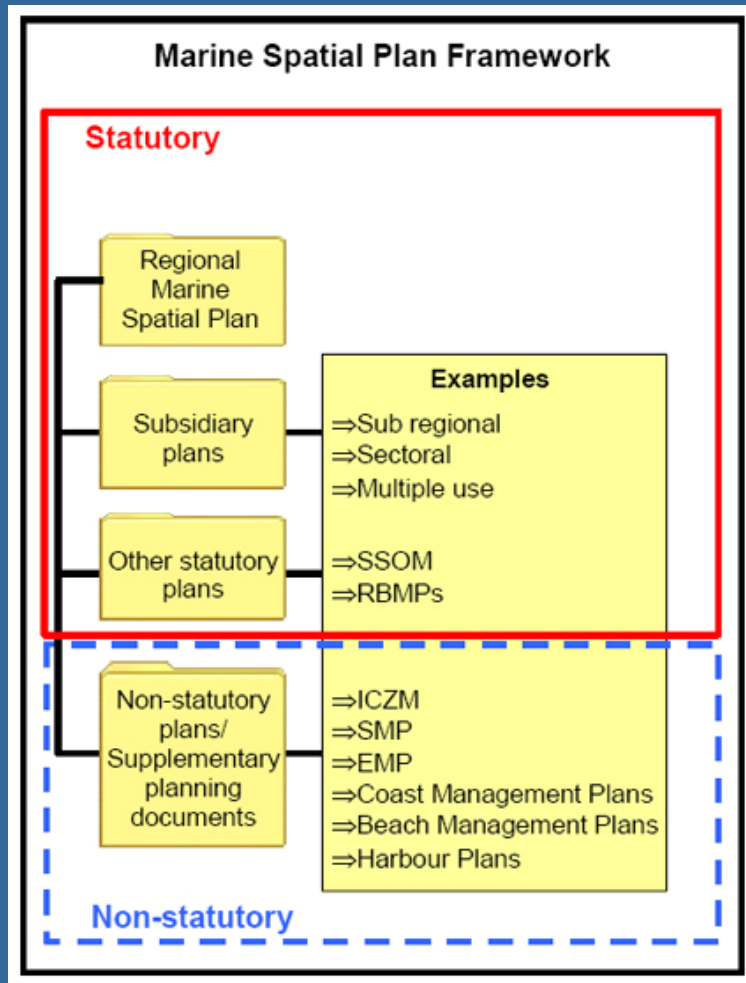 Marine Spatial Plan Framework
Statutory
Regional
Marine
Spatial Plan
Subsidiary
plans
Other statutory
plans
Examples
⇒Sub regional
⇒Sectoral
⇒Multiple use
⇒SSOM
⇒RBMPs
Non-statutory
plans/
Supplementary
planning
documents
⇒ICZM
⇒SMP
⇒EMP
⇒Coast Management Plans
⇒Beach Management Plans
⇒Harbour Plans
Non-statutory